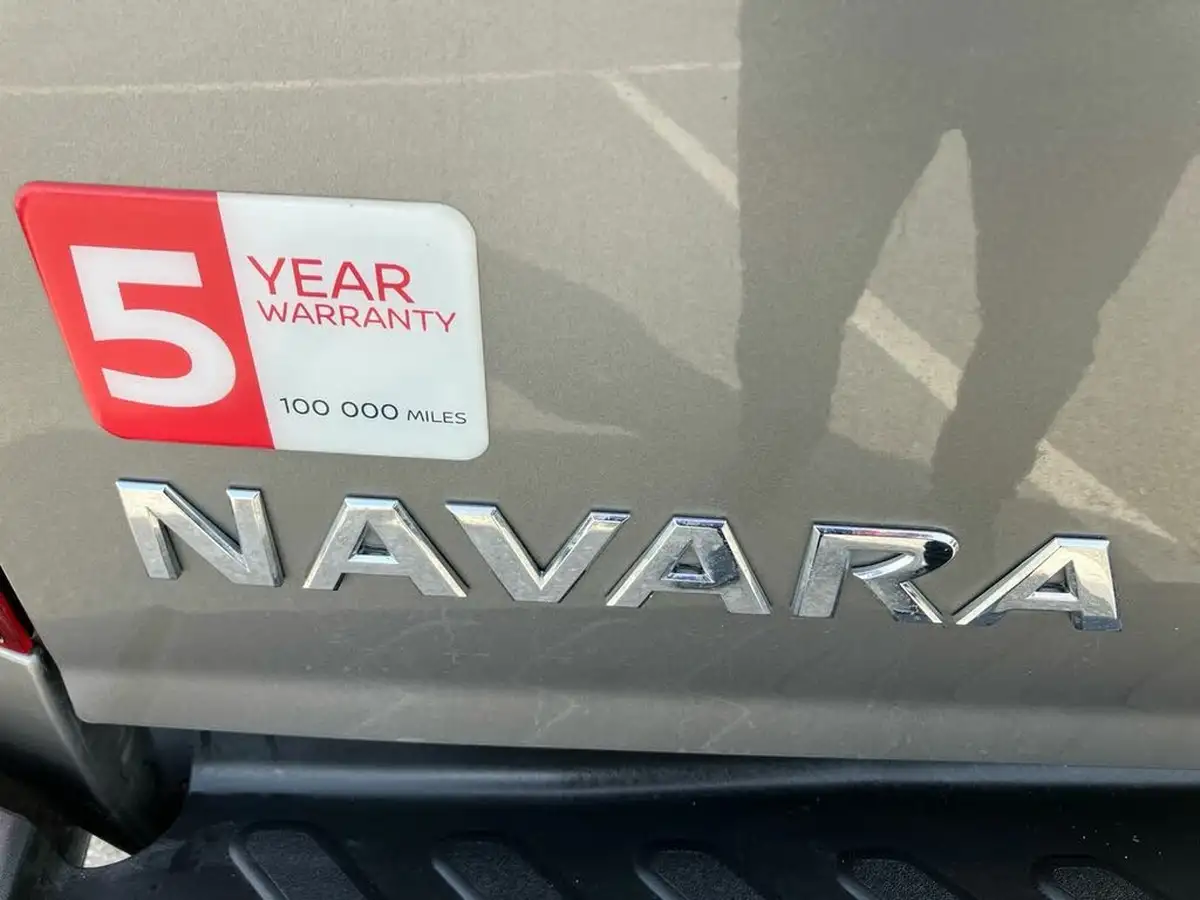 5
YEAR
WARRANTY
100 000 MILES
NAVARA